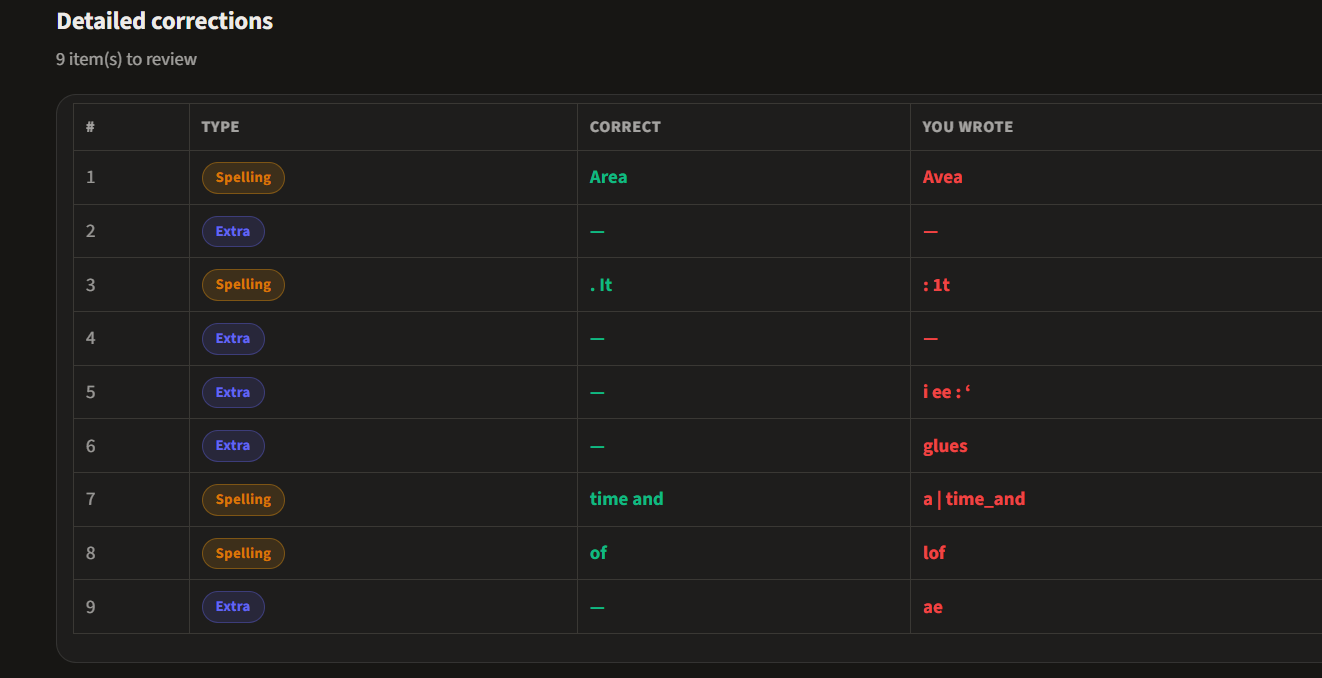 Detailed corrections
9 item(s) to review
# TYPE CORRECT YOU WROTE
1 Spelling Area Avea
2 Extra — —
3 Spelling . It : 1t
4 Extra — —
5 Extra — i ee : ‘
6 Extra — glues
7 Spelling time and a | time_and
8 Spelling of lof
9 Extra — ae